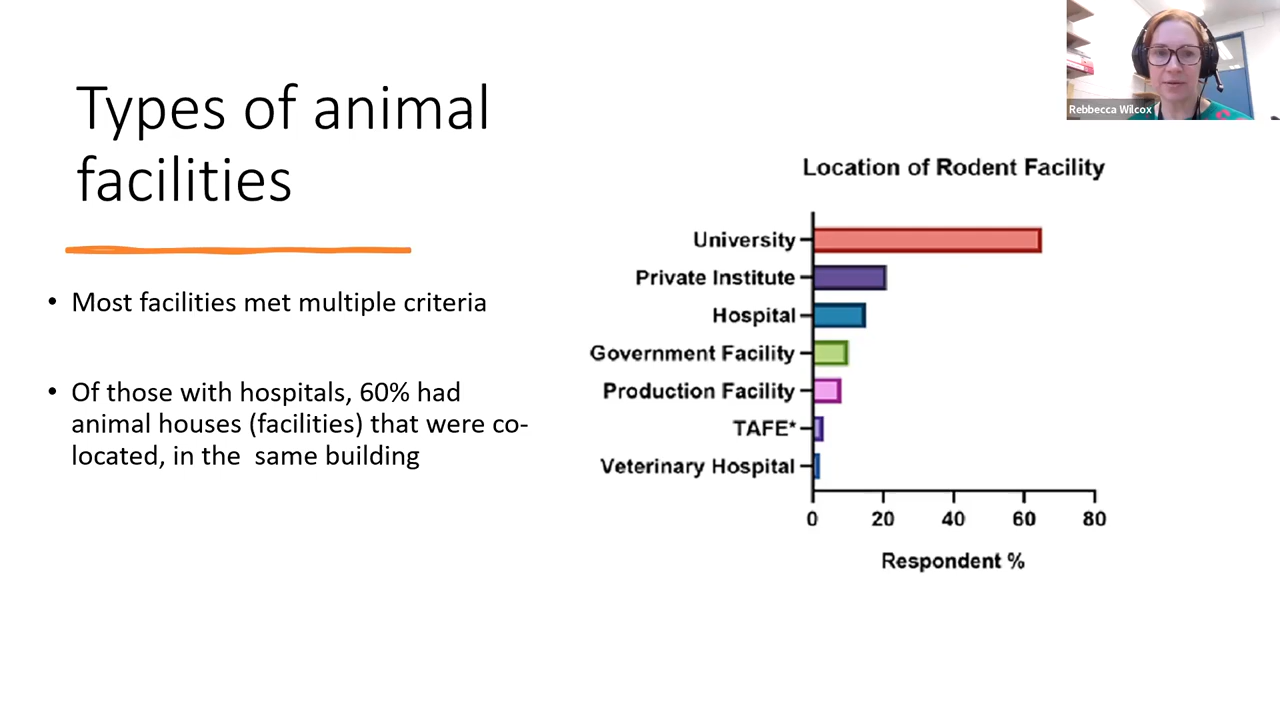 Types of animal
facilities
• Most facilities met multiple criteria
• Of those with hospitals, 60% had
animal houses (facilities) that were co-
located, in the same building
Rebbecca Wilcox
Location of Rodent Facility
University
Private Institute
Hospital
Government Facility
Production Facility
TAFE*
Veterinary Hospital
0 20 40 60 80
Respondent %